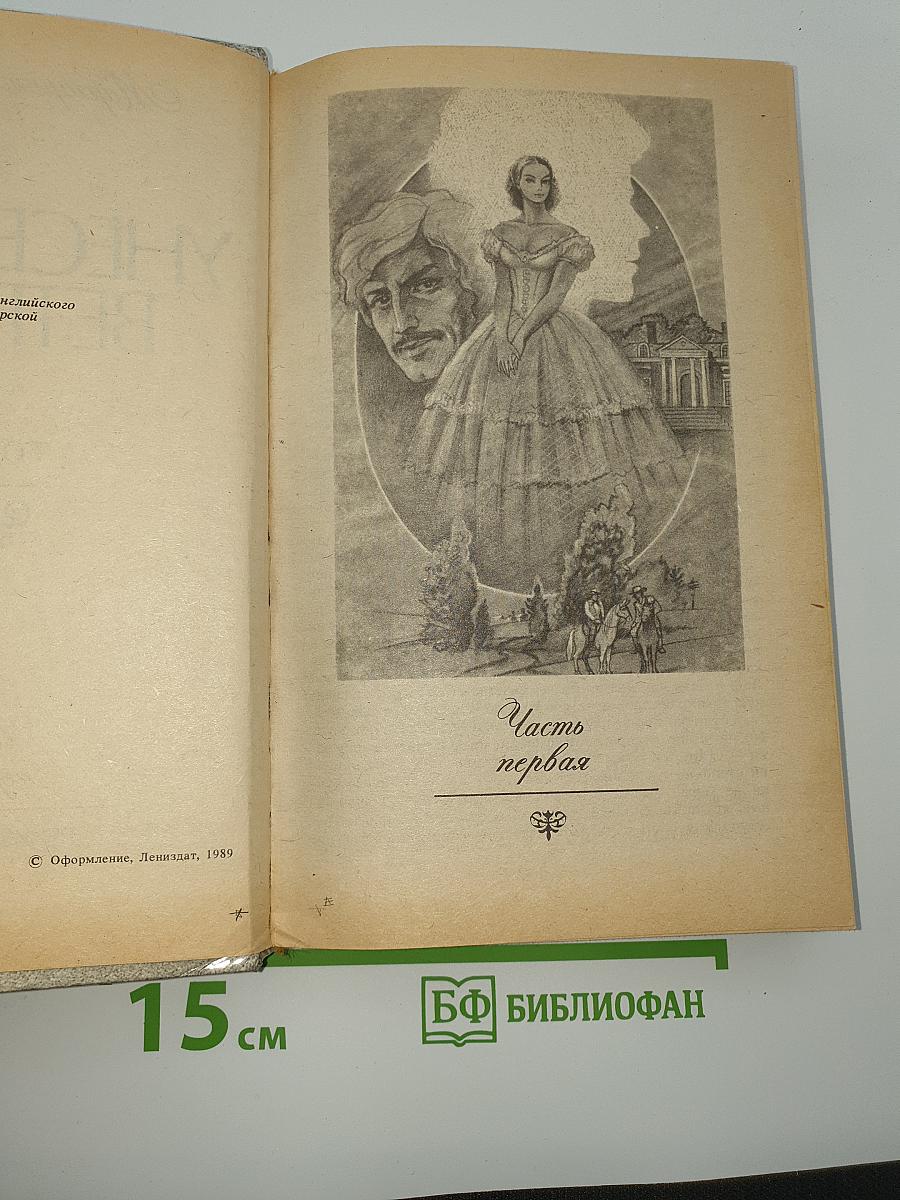 нглийского
рской
© Оформление, Лениздат, 1989
Часть
первая
15 см
БФ БИБЛИОФАН